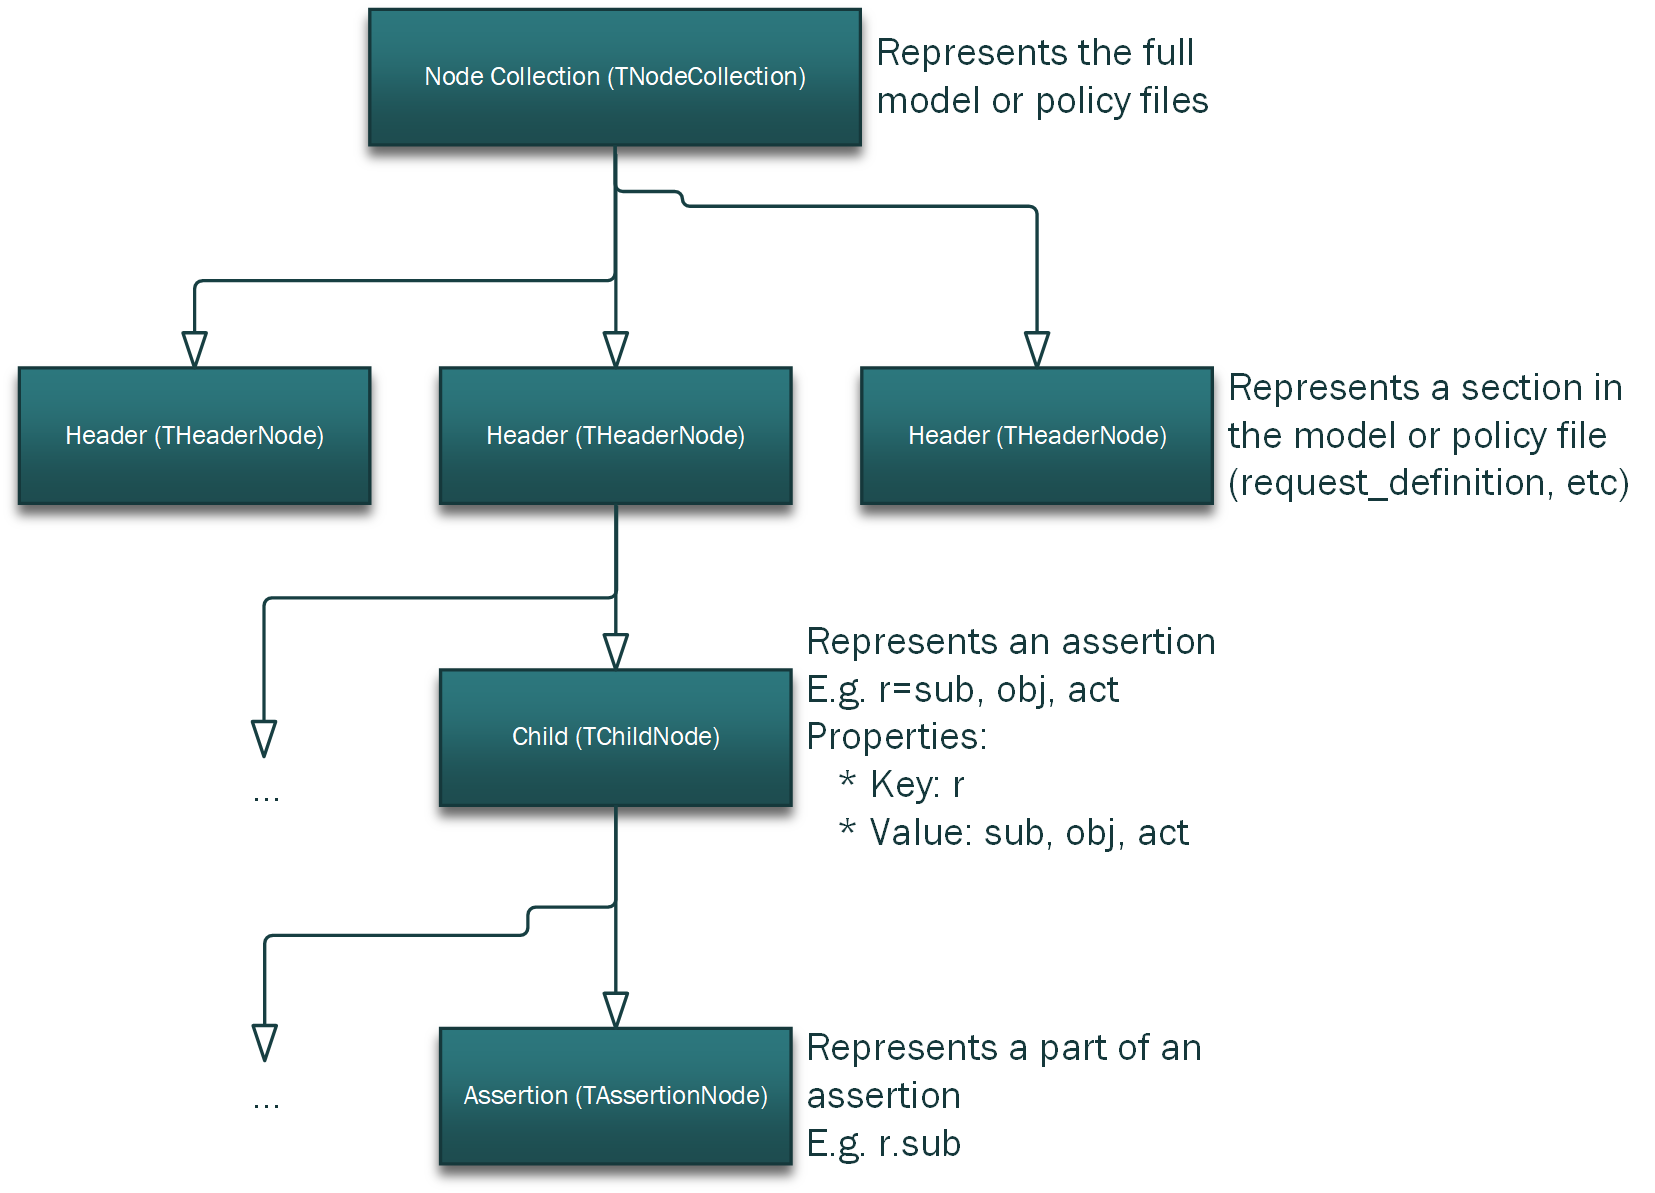 Node Collection (TNodeCollection)
Represents the full
model or policy files
Header (THeaderNode)
Header (THeaderNode)
Header (THeaderNode)
Represents a section in
the model or policy file
(request_definition, etc)
Child (TChildNode)
Represents an assertion
E.g. r=sub, obj, act
Properties:
* Key: r
* Value: sub, obj, act
...
Assertion (TAssertionNode)
Represents a part of an
assertion
E.g. r.sub
...